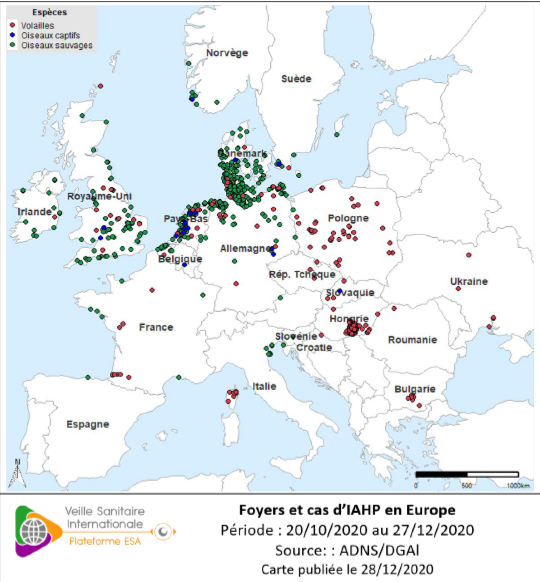 Espèces
Volailles
Oiseaux captifs
Oiseaux sauvages
Norvège
Suède
Danemark
Royaume-Uni
Irlande
Pays-Bas
Pologne
Allemagne
Belgique
Rép. Tchèque
Ukraine
Slovaquie
Hongrie
France
Slovénie
Roumanie
Croatie
Italie
Bulgarie
Espagne
N
0 500 1000km
Veille Sanitaire
Internationale
Plateforme ESA
Foyers et cas d'IAHP en Europe
Période : 20/10/2020 au 27/12/2020
Source: : ADNS/DGAl
Carte publiée le 28/12/2020